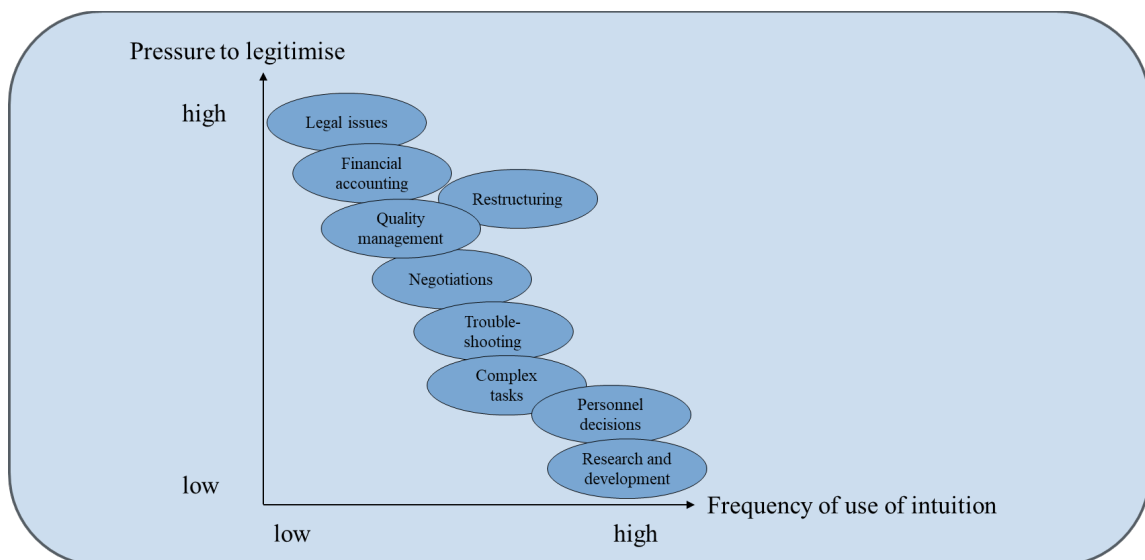 Pressure to legitimise
high
Legal issues
Financial
accounting
Restructuring
Quality
management
Negotiations
Trouble-
shooting
Complex
tasks
Personnel
decisions
Research and
development
low
Frequency of use of intuition
low
high